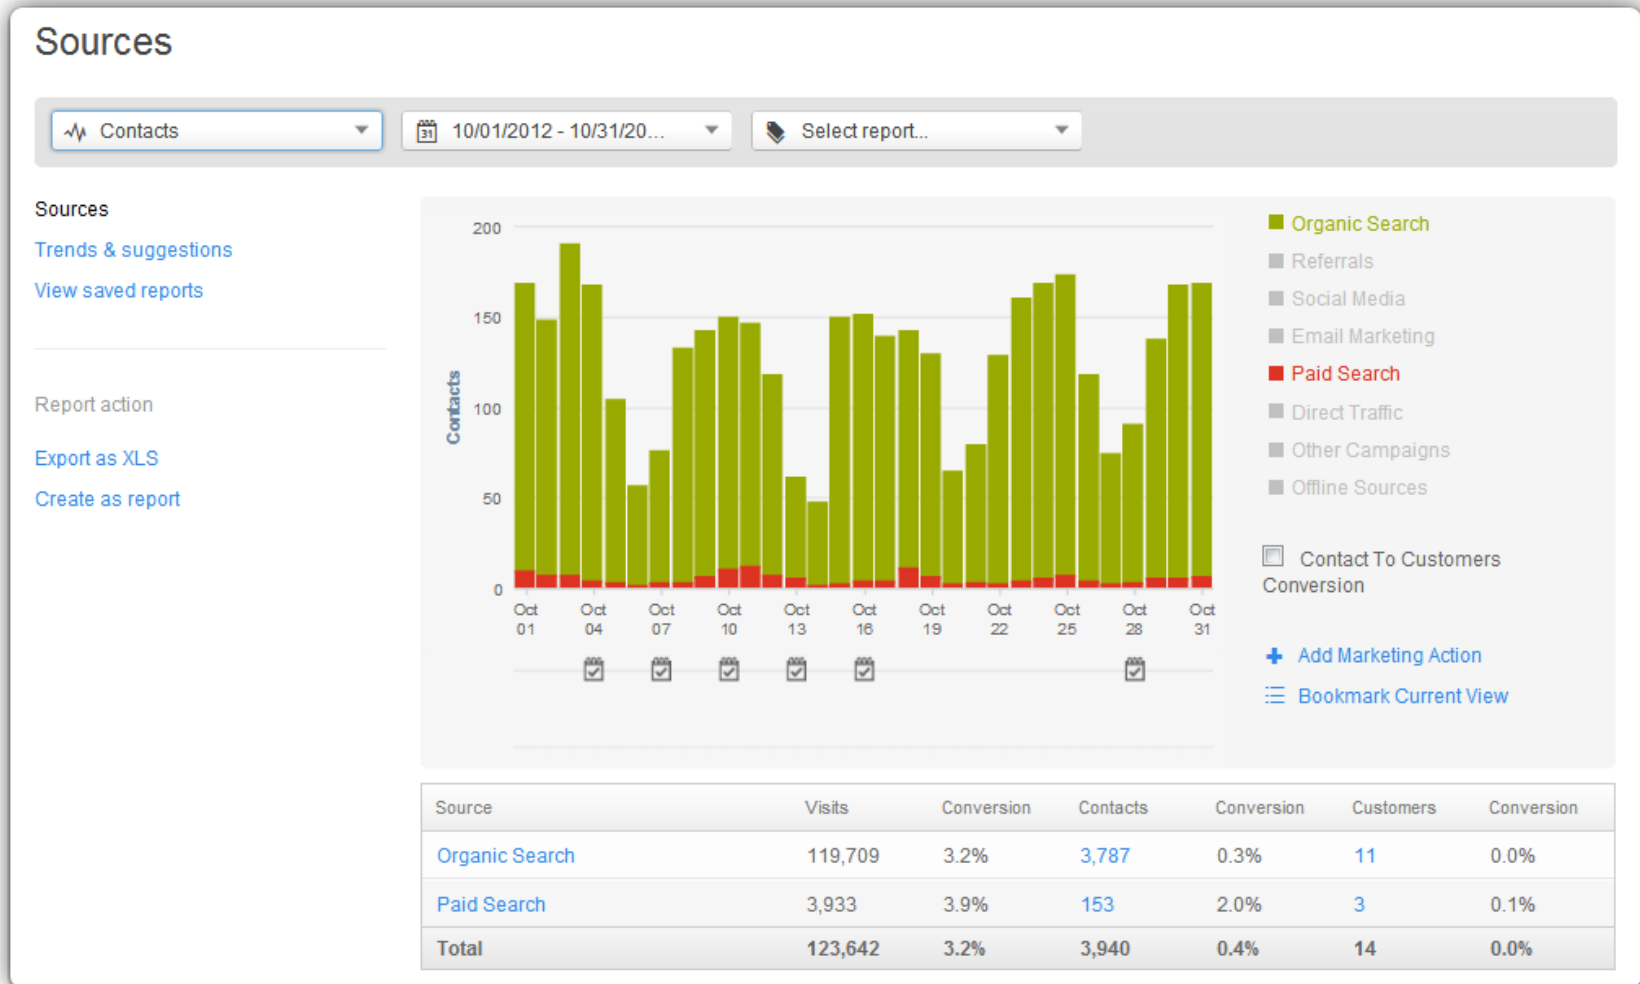 Sources
Contacts
31 10/01/2012 - 10/31/20...
Select report...
Sources
Trends & suggestions
View saved reports
Report action
Export as XLS
Create as report
Contacts
200
150
100
50
0
Oct 01
Oct 04
Oct 07
Oct 10
Oct 13
Oct 16
Oct 19
Oct 22
Oct 25
Oct 28
Oct 31
Organic Search
Referrals
Social Media
Email Marketing
Paid Search
Direct Traffic
Other Campaigns
Offline Sources
Contact To Customers
Conversion
Add Marketing Action
Bookmark Current View
Source Visits Conversion Contacts Conversion Customers Conversion
Organic Search 119,709 3.2% 3,787 0.3% 11 0.0%
Paid Search 3,933 3.9% 153 2.0% 3 0.1%
Total 123,642 3.2% 3,940 0.4% 14 0.0%